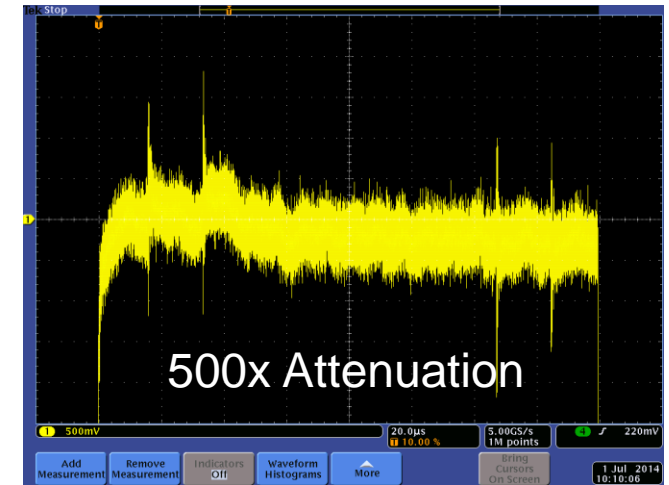 Tek Stop
T
T
1
500x Attenuation
1 500mV
20.0µs
T 10.00 %
5.00GS/s
1M points
4 ƒ 220mV
Add Measurement
Remove Measurement
Indicators Off
Waveform Histograms
More
Bring Cursors On Screen
1 Jul 2014
10:10:06